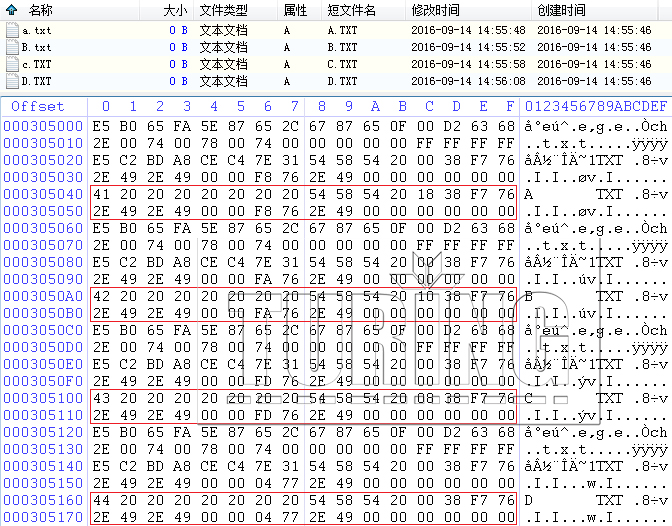 名称 大小 文件类型 属性 短文件名 修改时间 创建时间
a.txt 0 B 文本文档 A A.TXT 2016-09-14 14:55:48 2016-09-14 14:55:46
B.txt 0 B 文本文档 A B.TXT 2016-09-14 14:55:52 2016-09-14 14:55:46
c.TXT 0 B 文本文档 A C.TXT 2016-09-14 14:55:58 2016-09-14 14:55:46
D.TXT 0 B 文本文档 A D.TXT 2016-09-14 14:56:08 2016-09-14 14:55:46
Offset 0 1 2 3 4 5 6 7 8 9 A B C D E F 0123456789ABCDEF
000305000 E5 B0 65 FA 5E 87 65 2C 67 87 65 0F 00 D2 63 68 å°eú^.e,g.e..Òch
000305010 2E 00 74 00 78 00 74 00 00 00 00 00 FF FF FF FF ..t.x.t.....ÿÿÿÿ
000305020 E5 C2 BD A8 CE C4 7E 31 54 58 54 20 00 38 F7 76 å½¨ÎÄ~1TXT .8÷v
000305030 2E 49 2E 49 00 00 F8 76 2E 49 00 00 00 00 00 00 .I.I..øv.I......
000305040 41 20 20 20 20 20 20 20 54 58 54 20 18 38 F7 76 A TXT .8÷v
000305050 2E 49 2E 49 00 00 F8 76 2E 49 00 00 00 00 00 00 .I.I..øv.I......
000305060 E5 B0 65 FA 5E 87 65 2C 67 87 65 0F 00 D2 63 68 å°eú^.e,g.e..Òch
000305070 2E 00 74 00 78 00 74 00 00 00 00 00 FF FF FF FF ..t.x.t.....ÿÿÿÿ
000305080 E5 C2 BD A8 CE C4 7E 31 54 58 54 20 00 38 F7 76 å½¨ÎÄ~1TXT .8÷v
000305090 2E 49 2E 49 00 00 FA 76 2E 49 00 00 00 00 00 00 .I.I..úv.I......
0003050A0 42 20 20 20 20 20 20 20 54 58 54 20 10 38 F7 76 B TXT .8÷v
0003050B0 2E 49 2E 49 00 00 FA 76 2E 49 00 00 00 00 00 00 .I.I..úv.I......
0003050C0 E5 B0 65 FA 5E 87 65 2C 67 87 65 0F 00 D2 63 68 å°eú^.e,g.e..Òch
0003050D0 2E 00 74 00 78 00 74 00 00 00 00 00 FF FF FF FF ..t.x.t.....ÿÿÿÿ
0003050E0 E5 C2 BD A8 CE C4 7E 31 54 58 54 20 00 38 F7 76 å½¨ÎÄ~1TXT .8÷v
0003050F0 2E 49 2E 49 00 00 FD 76 2E 49 00 00 00 00 00 00 .I.I..ýv.I......
000305100 43 20 20 20 20 20 20 20 54 58 54 20 08 38 F7 76 C TXT .8÷v
000305110 2E 49 2E 49 00 00 FD 76 2E 49 00 00 00 00 00 00 .I.I..ýv.I......
000305120 E5 B0 65 FA 5E 87 65 2C 67 87 65 0F 00 D2 63 68 å°eú^.e,g.e..Òch
000305130 2E 00 74 00 78 00 74 00 00 00 00 00 FF FF FF FF ..t.x.t.....ÿÿÿÿ
000305140 E5 C2 BD A8 CE C4 7E 31 54 58 54 20 00 38 F7 76 å½¨ÎÄ~1TXT .8÷v
000305150 2E 49 2E 49 00 00 04 77 2E 49 00 00 00 00 00 00 .I.I...w.I......
000305160 44 20 20 20 20 20 20 20 54 58 54 20 00 38 F7 76 D TXT .8÷v
000305170 2E 49 2E 49 00 00 04 77 2E 49 00 00 00 00 00 00 .I.I...w.I......
TURING